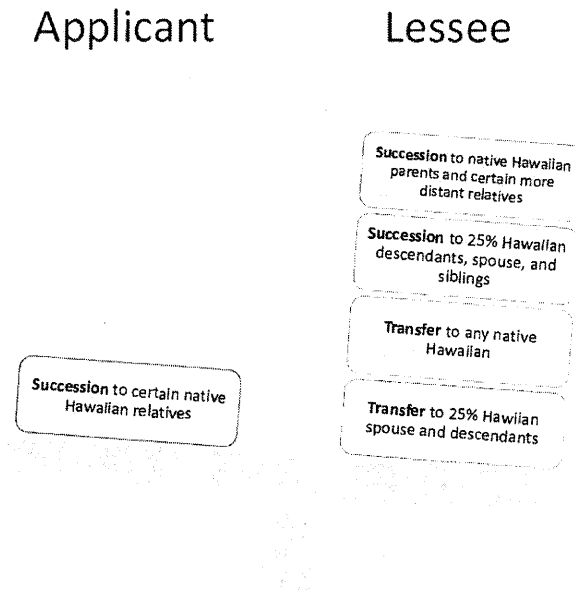 Applicant
Lessee
Succession to native Hawaiian
parents and certain more
distant relatives
Succession to 25% Hawaiian
descendants, spouse, and
siblings
Transfer to any native
Hawaiian
Transfer to 25% Hawiian
spouse and descendants
Succession to certain native
Hawaiian relatives